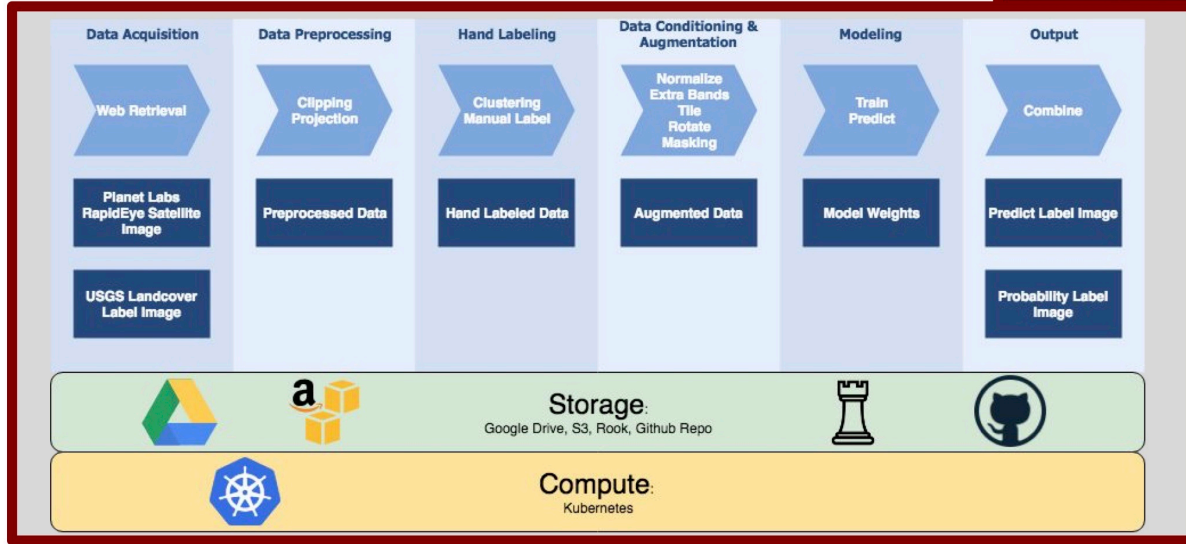 Data Acquisition
Data Preprocessing
Hand Labeling
Data Conditioning &
Augmentation
Modeling
Output
Web Retrieval
Clipping
Projection
Clustering
Manual Label
Normalize
Extra Bands
Tile
Rotate
Masking
Train
Predict
Combine
Planet Labs
RapidEye Satellite
Image
Preprocessed Data
Hand Labeled Data
Augmented Data
Model Weights
Predict Label Image
USGS Landcover
Label Image
Probability Label
Image
a
Storage:
Google Drive, S3, Rook, Github Repo
Compute:
Kubernetes